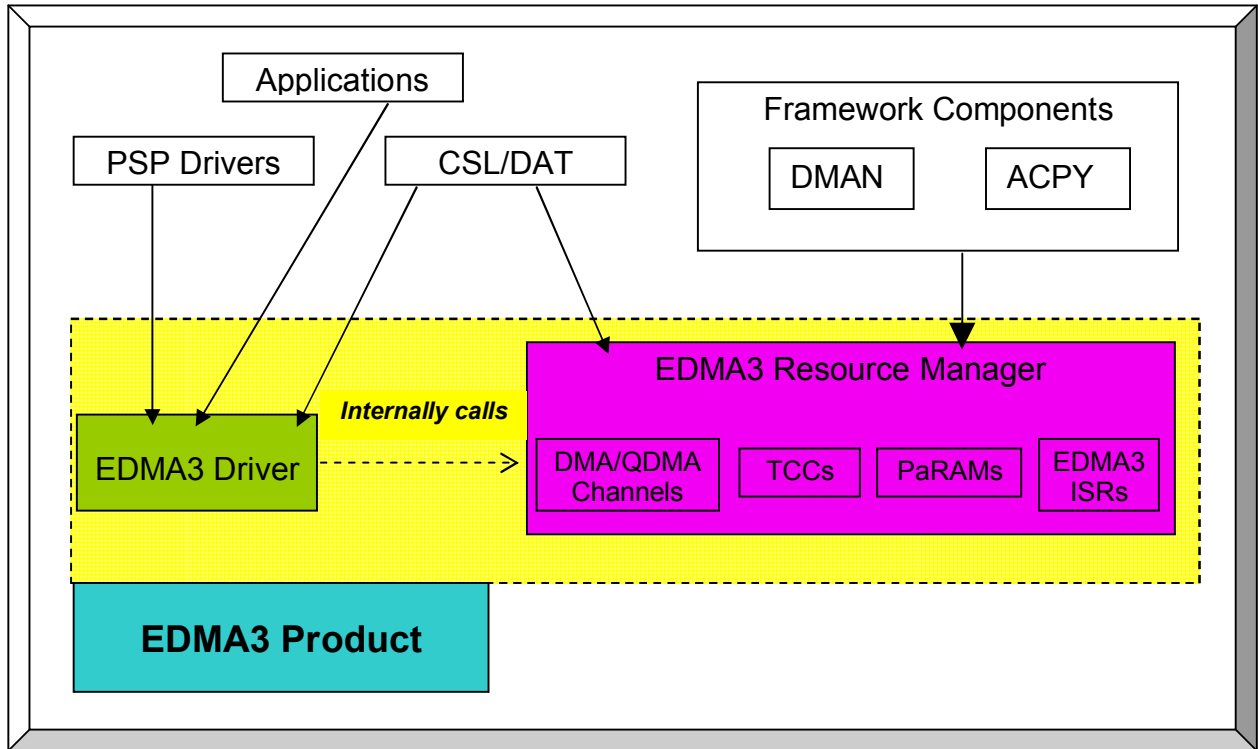 Applications
Framework Components
PSP Drivers
CSL/DAT
DMAN
ACPY
EDMA3 Resource Manager
Internally calls
EDMA3 Driver
DMA/QDMA
Channels
TCCs
PaRAMs
EDMA3
ISRs
EDMA3 Product